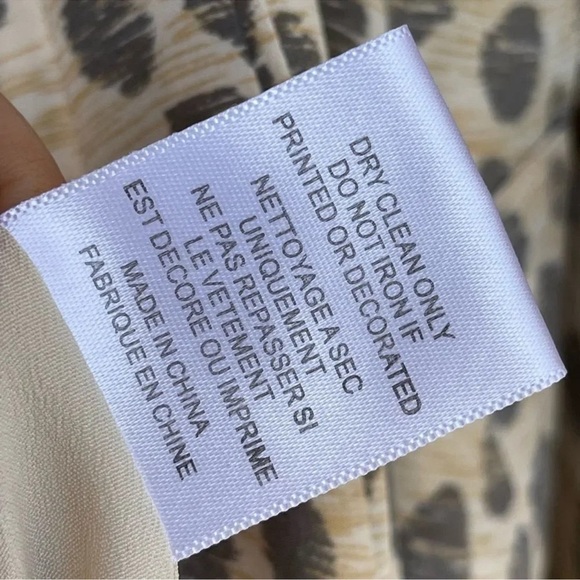 DRY CLEAN ONLY
DO NOT IRON IF
PRINTED OR DECORATED
NETTOYAGE A SEC
UNIQUEMENT
NE PAS REPASSER SI
LE VETEMENT
EST DECORE OU IMPRIME
MADE IN CHINA
FABRIQUE EN CHINE